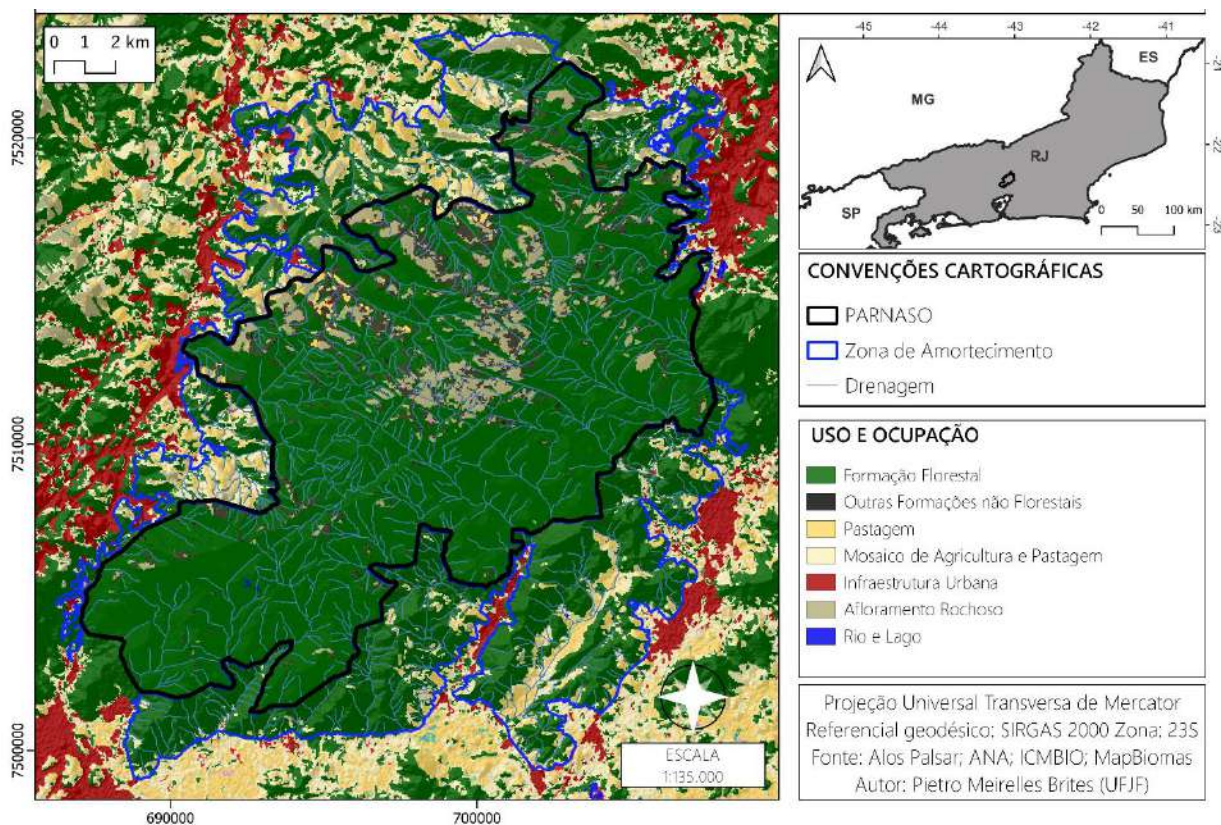 0 1 2 km
7520000
7510000
7500000
690000
700000
ESCALA
1:135.000
-45 -44 -43 -42 -41
-21
-22
-23
ES
MG
RJ
SP
0 50 100 km
CONVENÇÕES CARTOGRÁFICAS
PARNASO
Zona de Amortecimento
Drenagem
USO E OCUPAÇÃO
Formação Florestal
Outras Formações não Florestais
Pastagem
Mosaico de Agricultura e Pastagem
Infraestrutura Urbana
Afloramento Rochoso
Rio e Lago
Projeção Universal Transversa de Mercator
Referencial geodésico: SIRGAS 2000 Zona: 23S
Fonte: Alos Palsar; ANA; ICMBIO; MapBiomas
Autor: Pietro Meirelles Brites (UFJF)